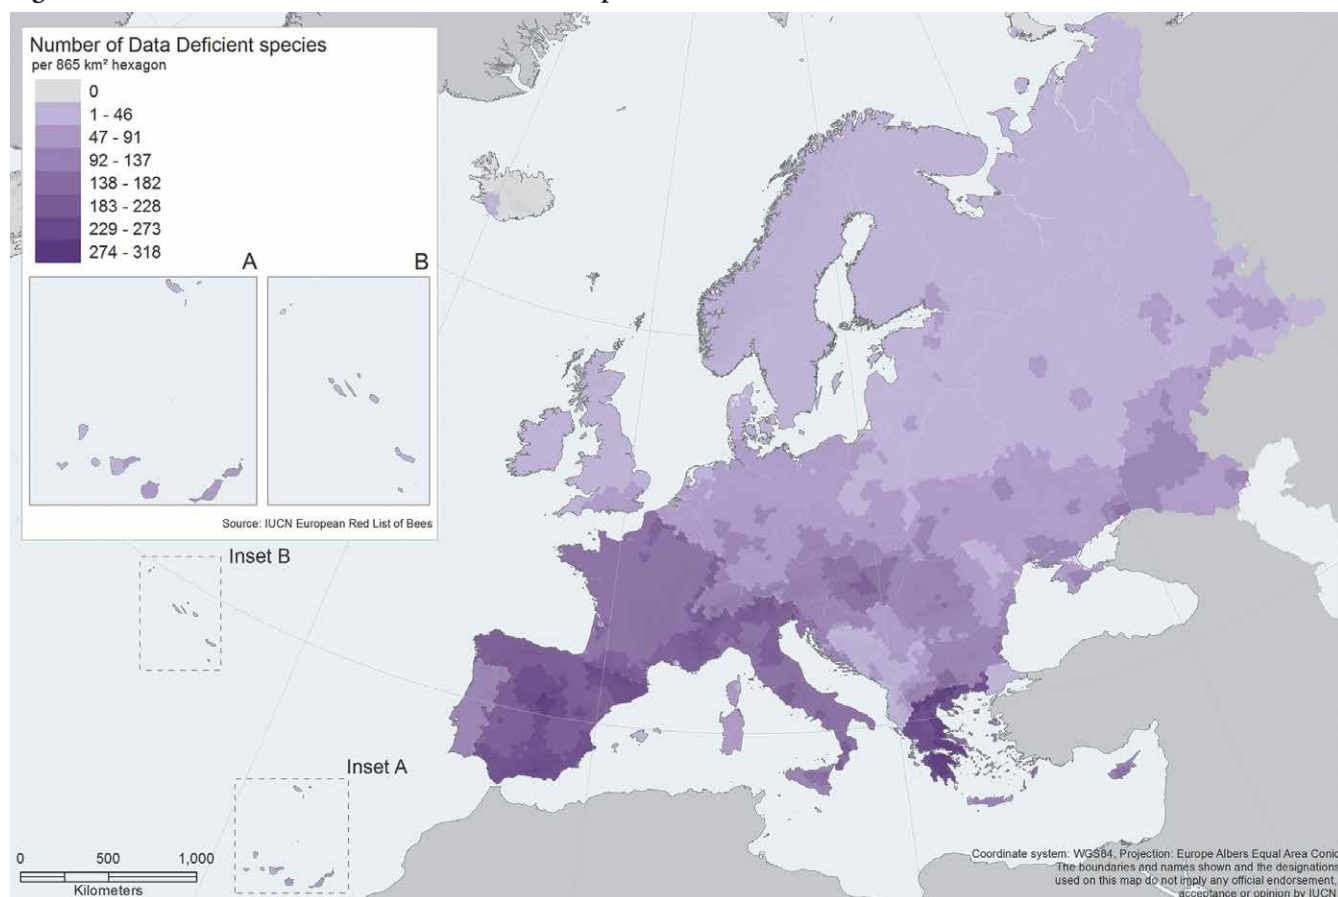 Number of Data Deficient species
per 865 km² hexagon
0
1 - 46
47 - 91
92 - 137
138 - 182
183 - 228
229 - 273
274 - 318
A
B
Source: IUCN European Red List of Bees
Inset B
Inset A
0 500 1,000
Kilometers
Coordinate system: WGS84, Projection: Europe Albers Equal Area Conic
The boundaries and names shown and the designations
used on this map do not imply any official endorsement,
acceptance or opinion by IUCN